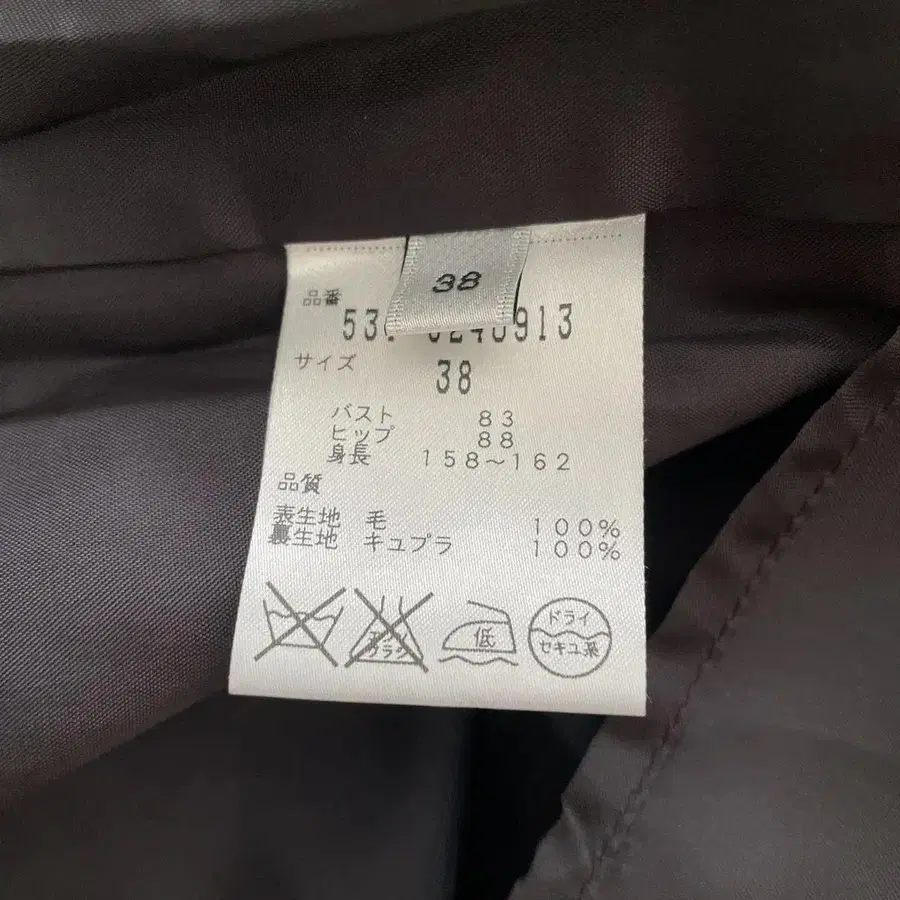 38
品番
サイズ
38
バスト 83
ヒップ 88
身長 158〜162
品質
表生地 毛 100%
裏生地 キュプラ 100%
低
ドライ
セキユ系